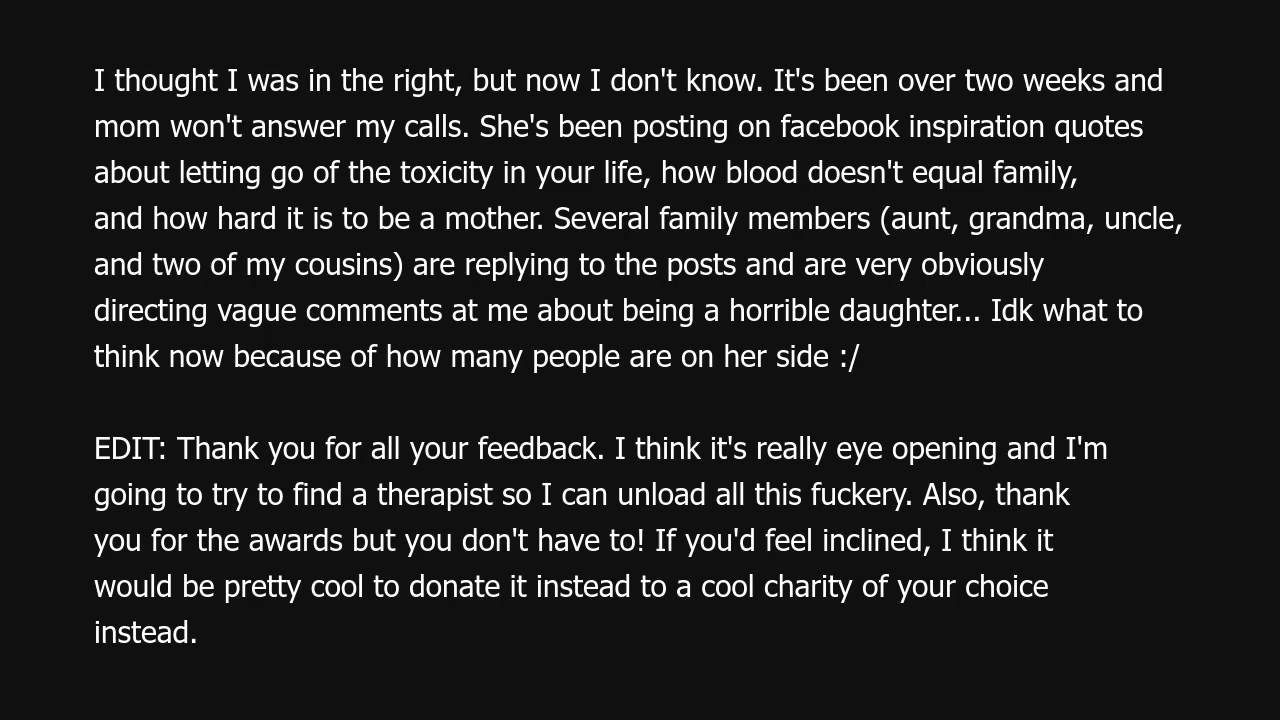 I thought I was in the right, but now I don't know. It's been over two weeks and
mom won't answer my calls. She's been posting on facebook inspiration quotes
about letting go of the toxicity in your life, how blood doesn't equal family,
and how hard it is to be a mother. Several family members (aunt, grandma, uncle,
and two of my cousins) are replying to the posts and are very obviously
directing vague comments at me about being a horrible daughter... Idk what to
think now because of how many people are on her side :/
EDIT: Thank you for all your feedback. I think it's really eye opening and I'm
going to try to find a therapist so I can unload all this fuckery. Also, thank
you for the awards but you don't have to! If you'd feel inclined, I think it
would be pretty cool to donate it instead to a cool charity of your choice
instead.